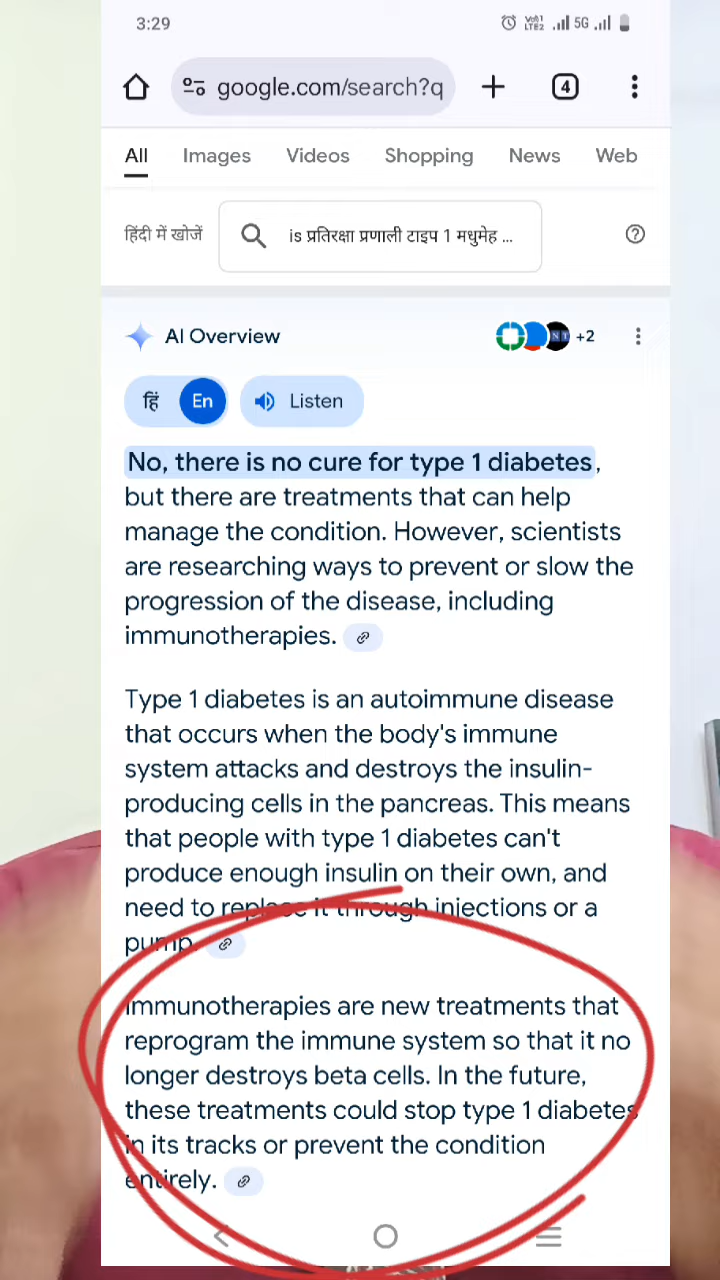 3:29
Vo)) LTE2 5G
google.com/search?q
4
All Images Videos Shopping News Web
हिंदी में खोजें
is प्रतिरक्षा प्रणाली टाइप 1 मधुमेह ...
AI Overview
NT
+2
हिं En Listen
No, there is no cure for type 1 diabetes,
but there are treatments that can help
manage the condition. However, scientists
are researching ways to prevent or slow the
progression of the disease, including
immunotherapies.
Type 1 diabetes is an autoimmune disease
that occurs when the body's immune
system attacks and destroys the insulin-
producing cells in the pancreas. This means
that people with type 1 diabetes can't
produce enough insulin on their own, and
need to replace it through injections or a
pump.
Immunotherapies are new treatments that
reprogram the immune system so that it no
longer destroys beta cells. In the future,
these treatments could stop type 1 diabetes
in its tracks or prevent the condition
entirely.